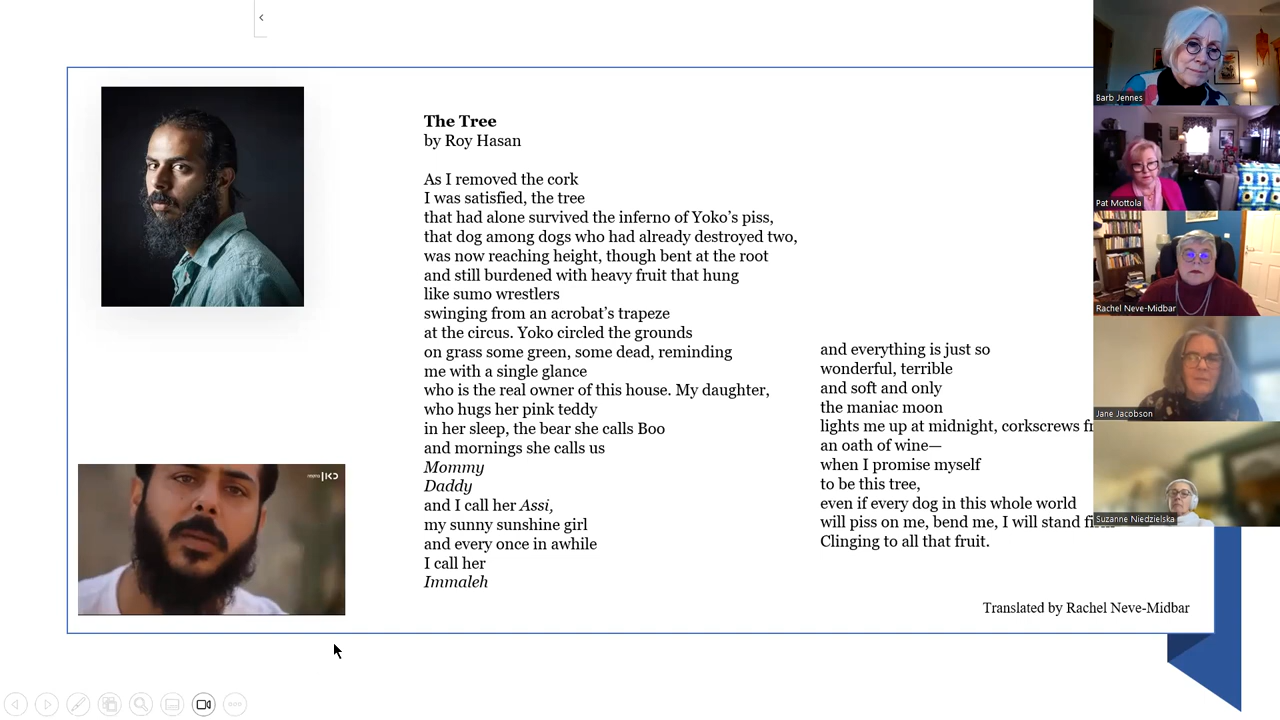 The Tree
by Roy Hasan
As I removed the cork
I was satisfied, the tree
that had alone survived the inferno of Yoko’s piss,
that dog among dogs who had already destroyed two,
was now reaching height, though bent at the root
and still burdened with heavy fruit that hung
like sumo wrestlers
swinging from an acrobat’s trapeze
at the circus. Yoko circled the grounds
on grass some green, some dead, reminding
me with a single glance
who is the real owner of this house. My daughter,
who hugs her pink teddy
in her sleep, the bear she calls Boo
and mornings she calls us
Mommy
Daddy
and I call her Assi,
my sunny sunshine girl
and every once in awhile
I call her
Immaleh
and everything is just so
wonderful, terrible
and soft and only
the maniac moon
lights me up at midnight, corkscrews
an oath of wine—
when I promise myself
to be this tree,
even if every dog in this whole world
will piss on me, bend me, I will stand
Clinging to all that fruit.
Translated by Rachel Neve-Midbar
כאן
Barb Jennes
Pat Mottola
Rachel Neve-Midbar
Jane Jacobson
Suzanne Niedzielska